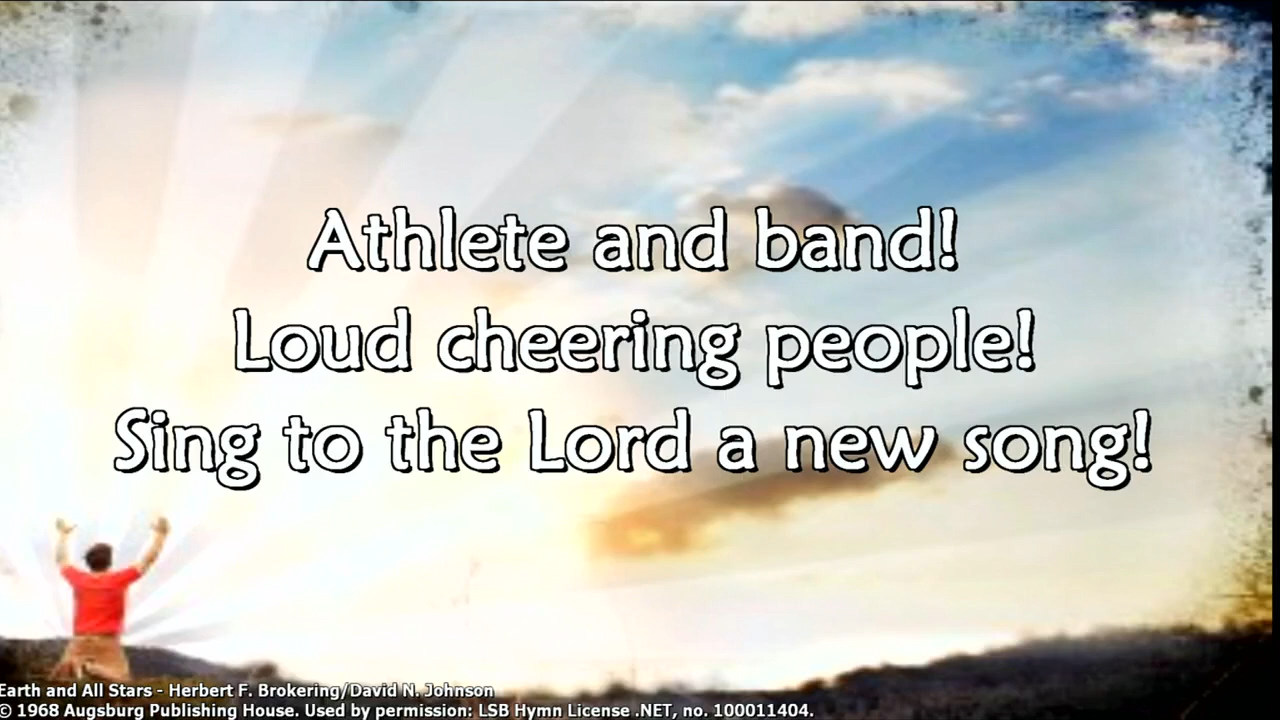 Athlete and band!
Loud cheering people!
Sing to the Lord a new song!
Earth and All Stars - Herbert F. Brokering/David N. Johnson
© 1968 Augsburg Publishing House. Used by permission: LSB Hymn License .NET, no. 100011404.